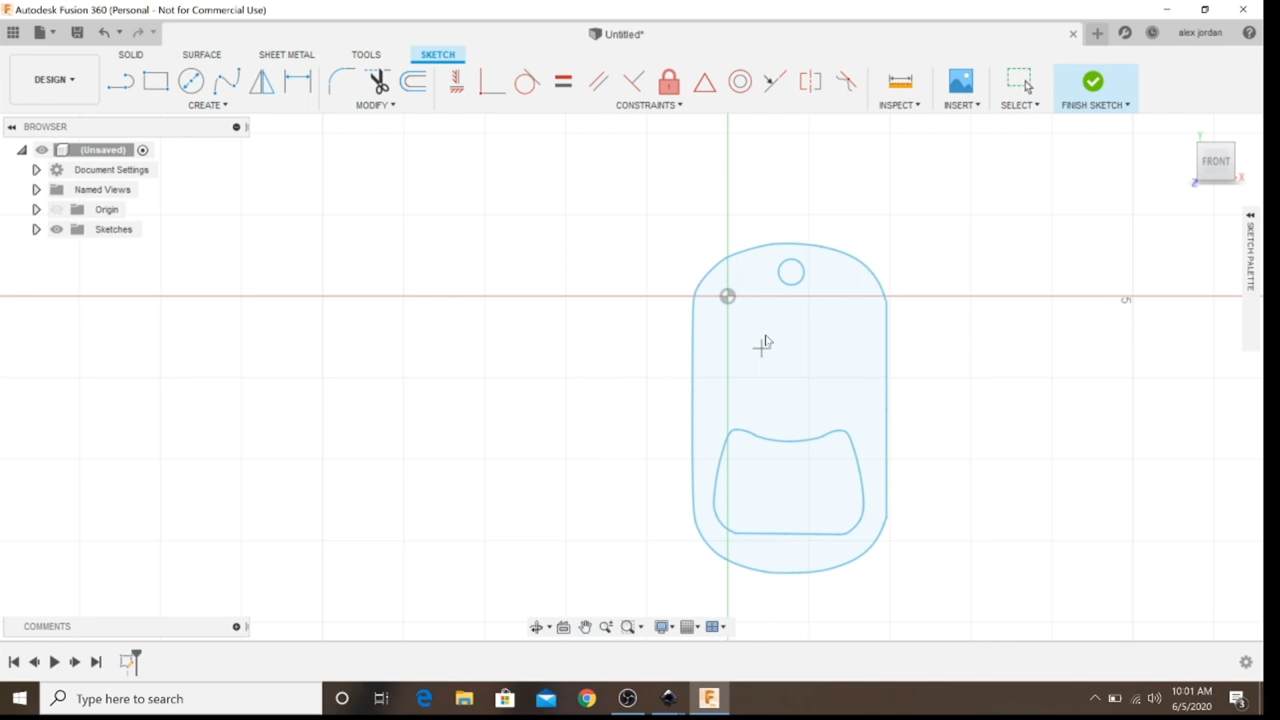 Autodesk Fusion 360 (Personal - Not for Commercial Use)
Untitled*
alex jordan
SOLID
SURFACE
SHEET METAL
TOOLS
SKETCH
DESIGN
CREATE
MODIFY
CONSTRAINTS
INSPECT
INSERT
SELECT
FINISH SKETCH
BROWSER
(Unsaved)
Document Settings
Named Views
Origin
Sketches
FRONT
Y
X
Z
SKETCH PALETTE
5
COMMENTS
Type here to search
10:01 AM
6/5/2020
3